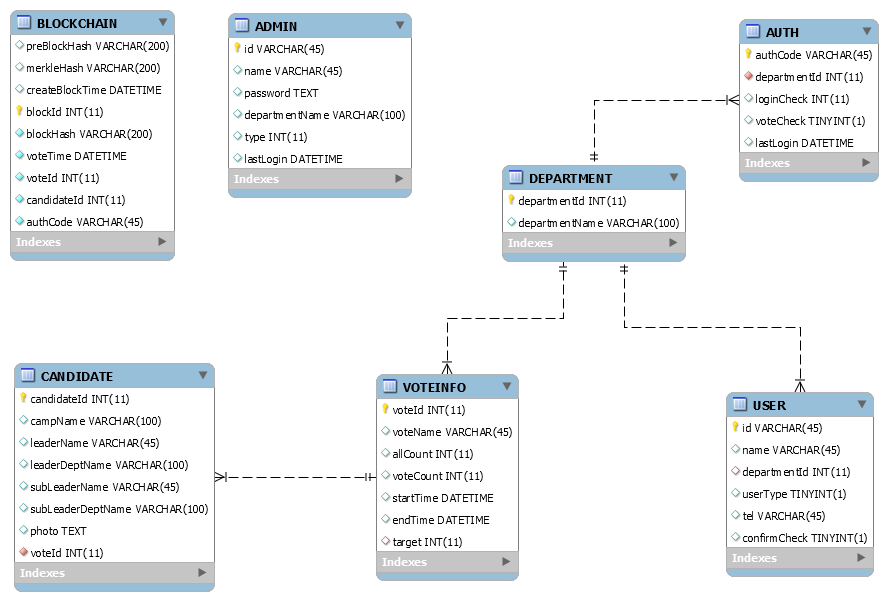 BLOCKCHAIN
preBlockHash VARCHAR(200)
merkleHash VARCHAR(200)
createBlockTime DATETIME
blockId INT(11)
blockHash VARCHAR(200)
voteTime DATETIME
voteId INT(11)
candidateId INT(11)
authCode VARCHAR(45)
Indexes
ADMIN
id VARCHAR(45)
name VARCHAR(45)
password TEXT
departmentName VARCHAR(100)
type INT(11)
lastLogin DATETIME
Indexes
AUTH
authCode VARCHAR(45)
departmentId INT(11)
loginCheck INT(11)
voteCheck TINYINT(1)
lastLogin DATETIME
Indexes
DEPARTMENT
departmentId INT(11)
departmentName VARCHAR(100)
Indexes
CANDIDATE
candidateId INT(11)
campName VARCHAR(100)
leaderName VARCHAR(45)
leaderDeptName VARCHAR(100)
subLeaderName VARCHAR(45)
subLeaderDeptName VARCHAR(100)
photo TEXT
voteId INT(11)
Indexes
VOTEINFO
voteId INT(11)
voteName VARCHAR(45)
allCount INT(11)
voteCount INT(11)
startTime DATETIME
endTime DATETIME
target INT(11)
Indexes
USER
id VARCHAR(45)
name VARCHAR(45)
departmentId INT(11)
userType TINYINT(1)
tel VARCHAR(45)
confirmCheck TINYINT(1)
Indexes